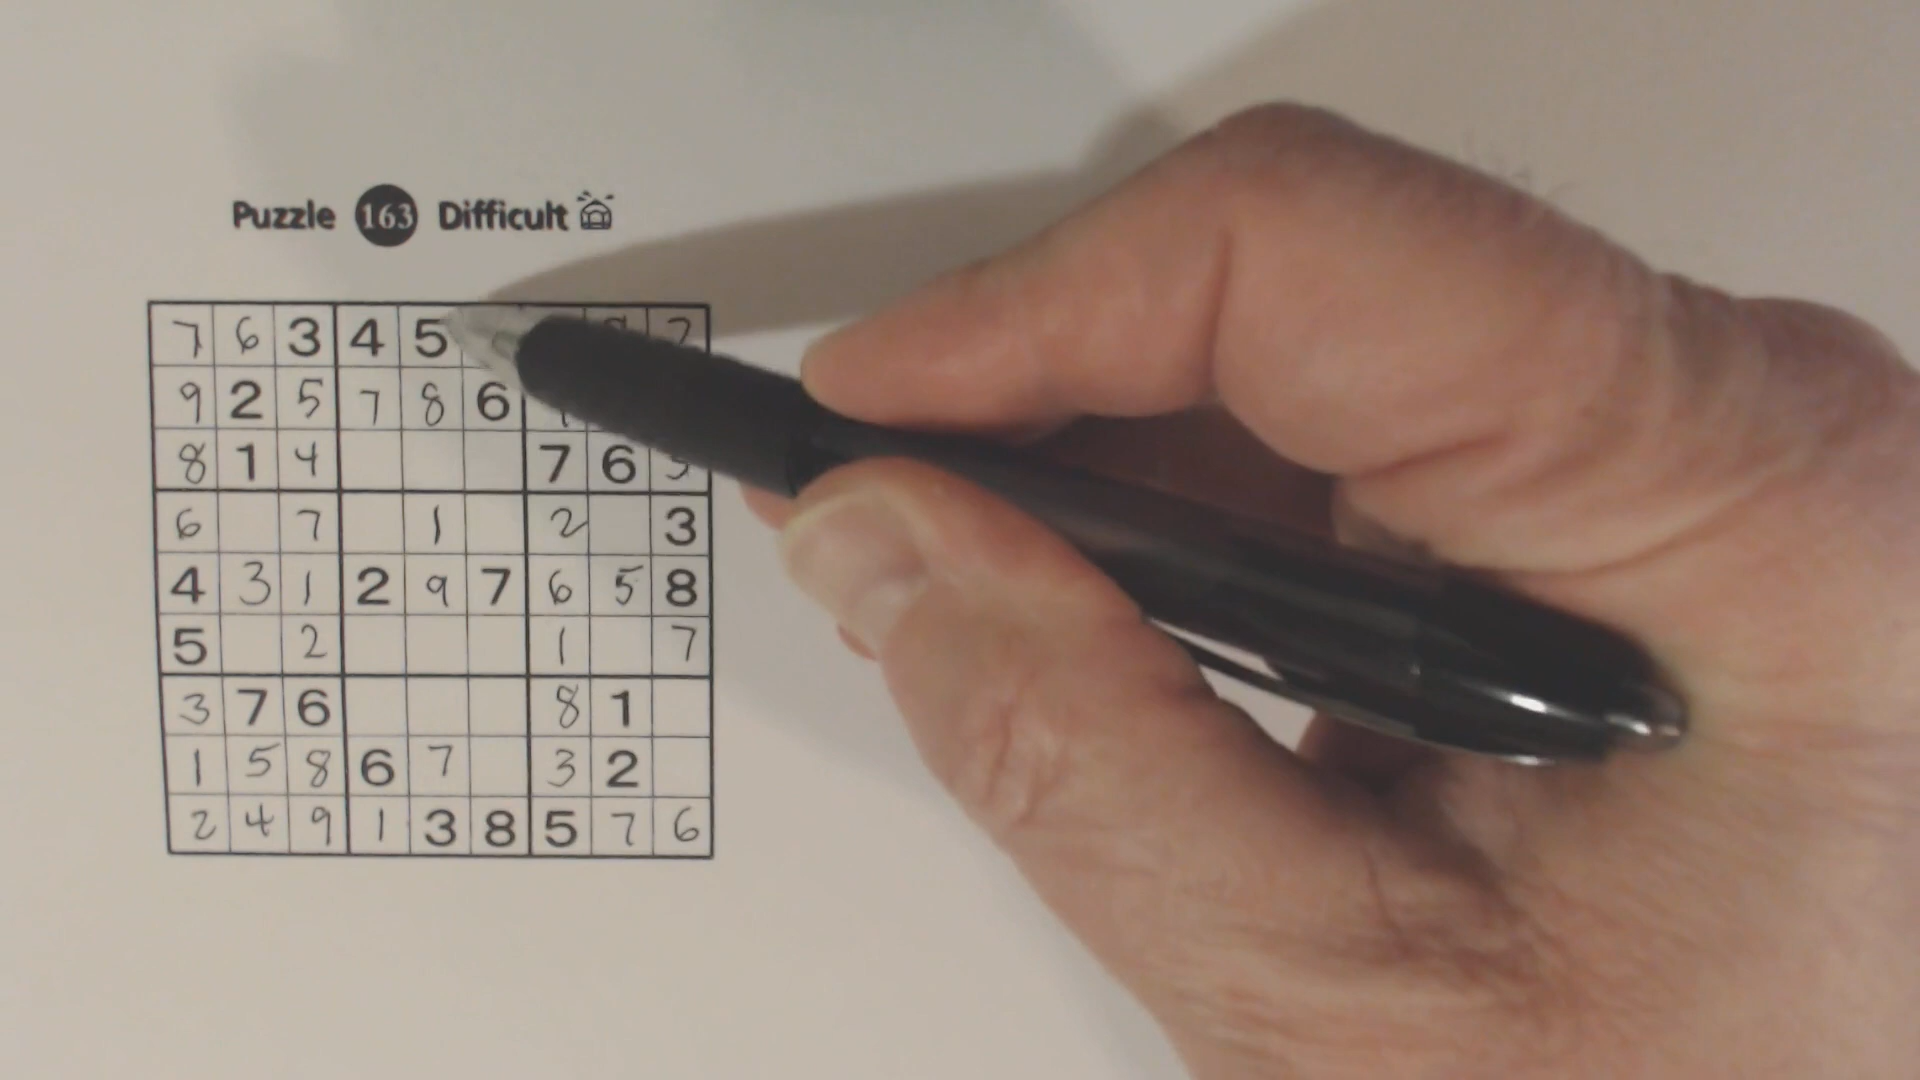 Puzzle 163 Difficult
7 6 3 4 5
9 2 5 7 8 6
8 1 4 7 6
6 7 1 2 3
4 3 1 2 9 7 6 5 8
5 2 1 7
3 7 6 8 1
1 5 8 6 7 3 2
2 4 9 1 3 8 5 7 6